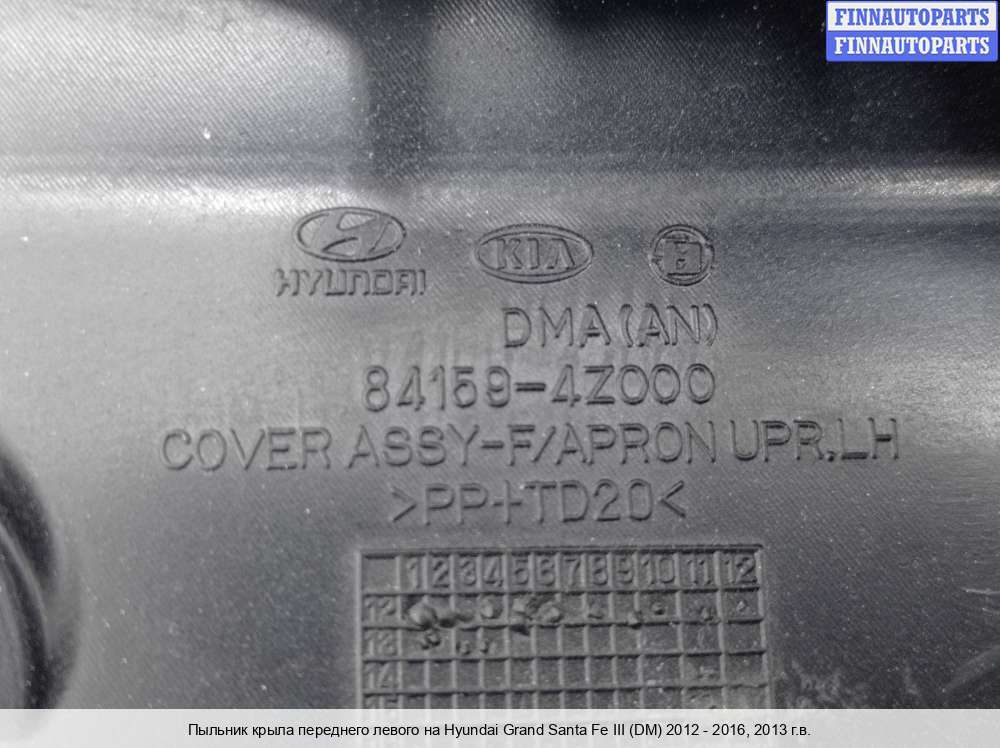 FINNAUTOPARTS
FINNAUTOPARTS
HYUNDAI KIA H
DMA(AN)
84159-4Z000
COVER ASSY-F/APRON UPR.LH
>PP+TD20<
1 2 3 4 5 6 7 8 9 10 11 12
12
13
14
15
Пыльник крыла переднего левого на Hyundai Grand Santa Fe III (DM) 2012 - 2016, 2013 г.в.